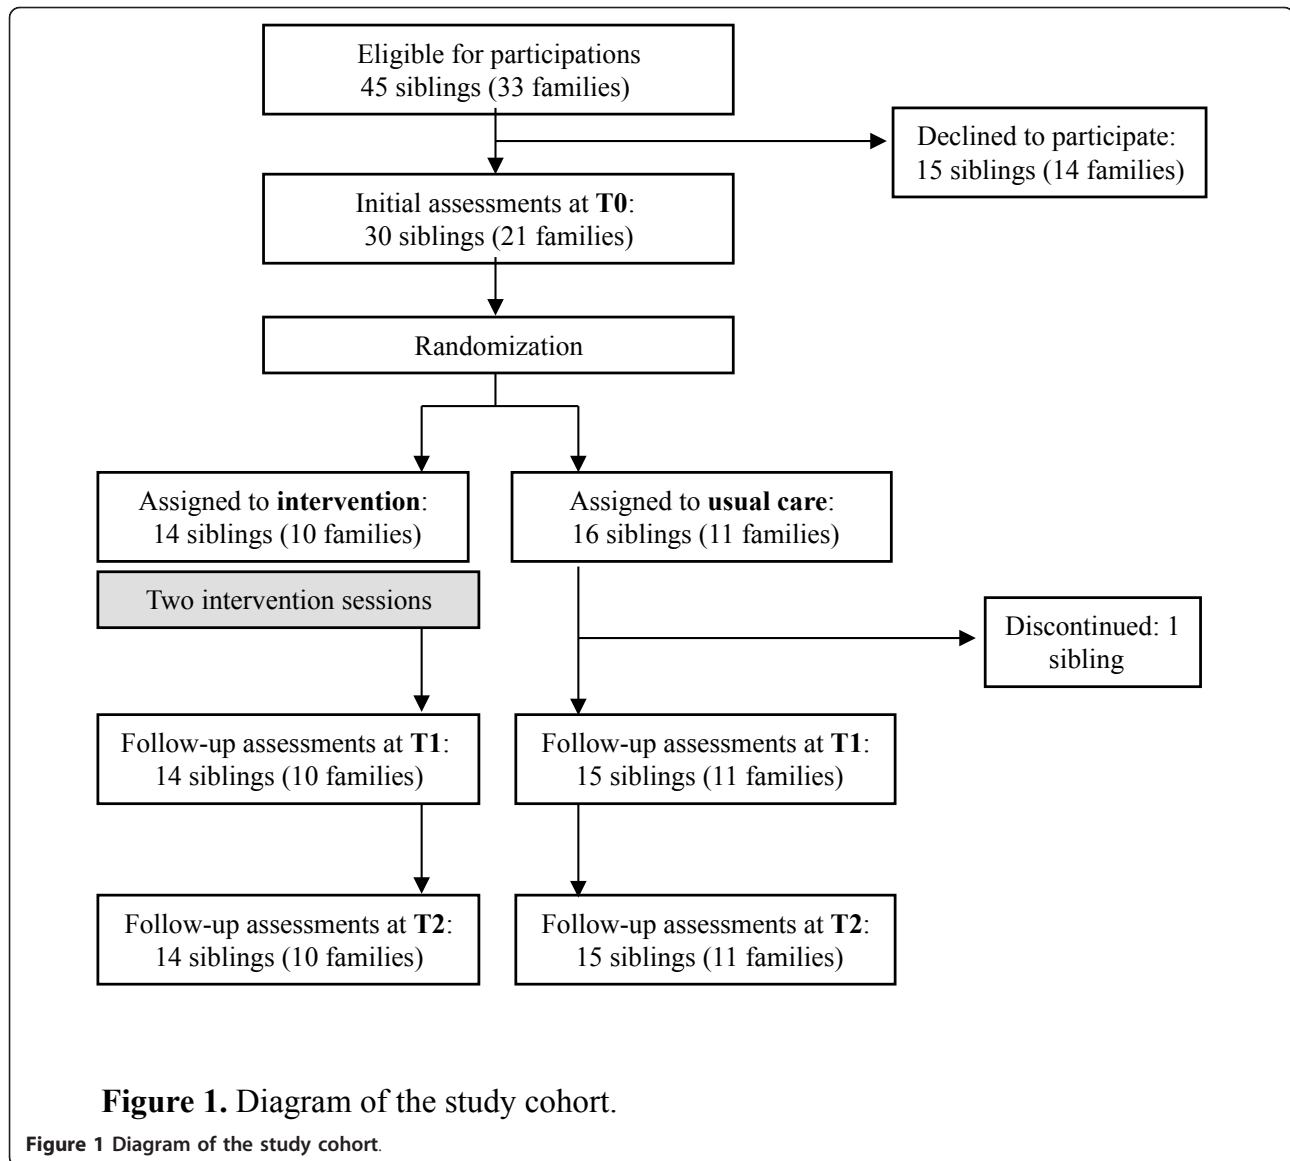 Eligible for participations
45 siblings (33 families)
Declined to participate:
15 siblings (14 families)
Initial assessments at T0:
30 siblings (21 families)
Randomization
Assigned to intervention:
14 siblings (10 families)
Assigned to usual care:
16 siblings (11 families)
Two intervention sessions
Discontinued: 1
sibling
Follow-up assessments at T1:
14 siblings (10 families)
Follow-up assessments at T1:
15 siblings (11 families)
Follow-up assessments at T2:
14 siblings (10 families)
Follow-up assessments at T2:
15 siblings (11 families)
Figure 1. Diagram of the study cohort.
Figure 1 Diagram of the study cohort.